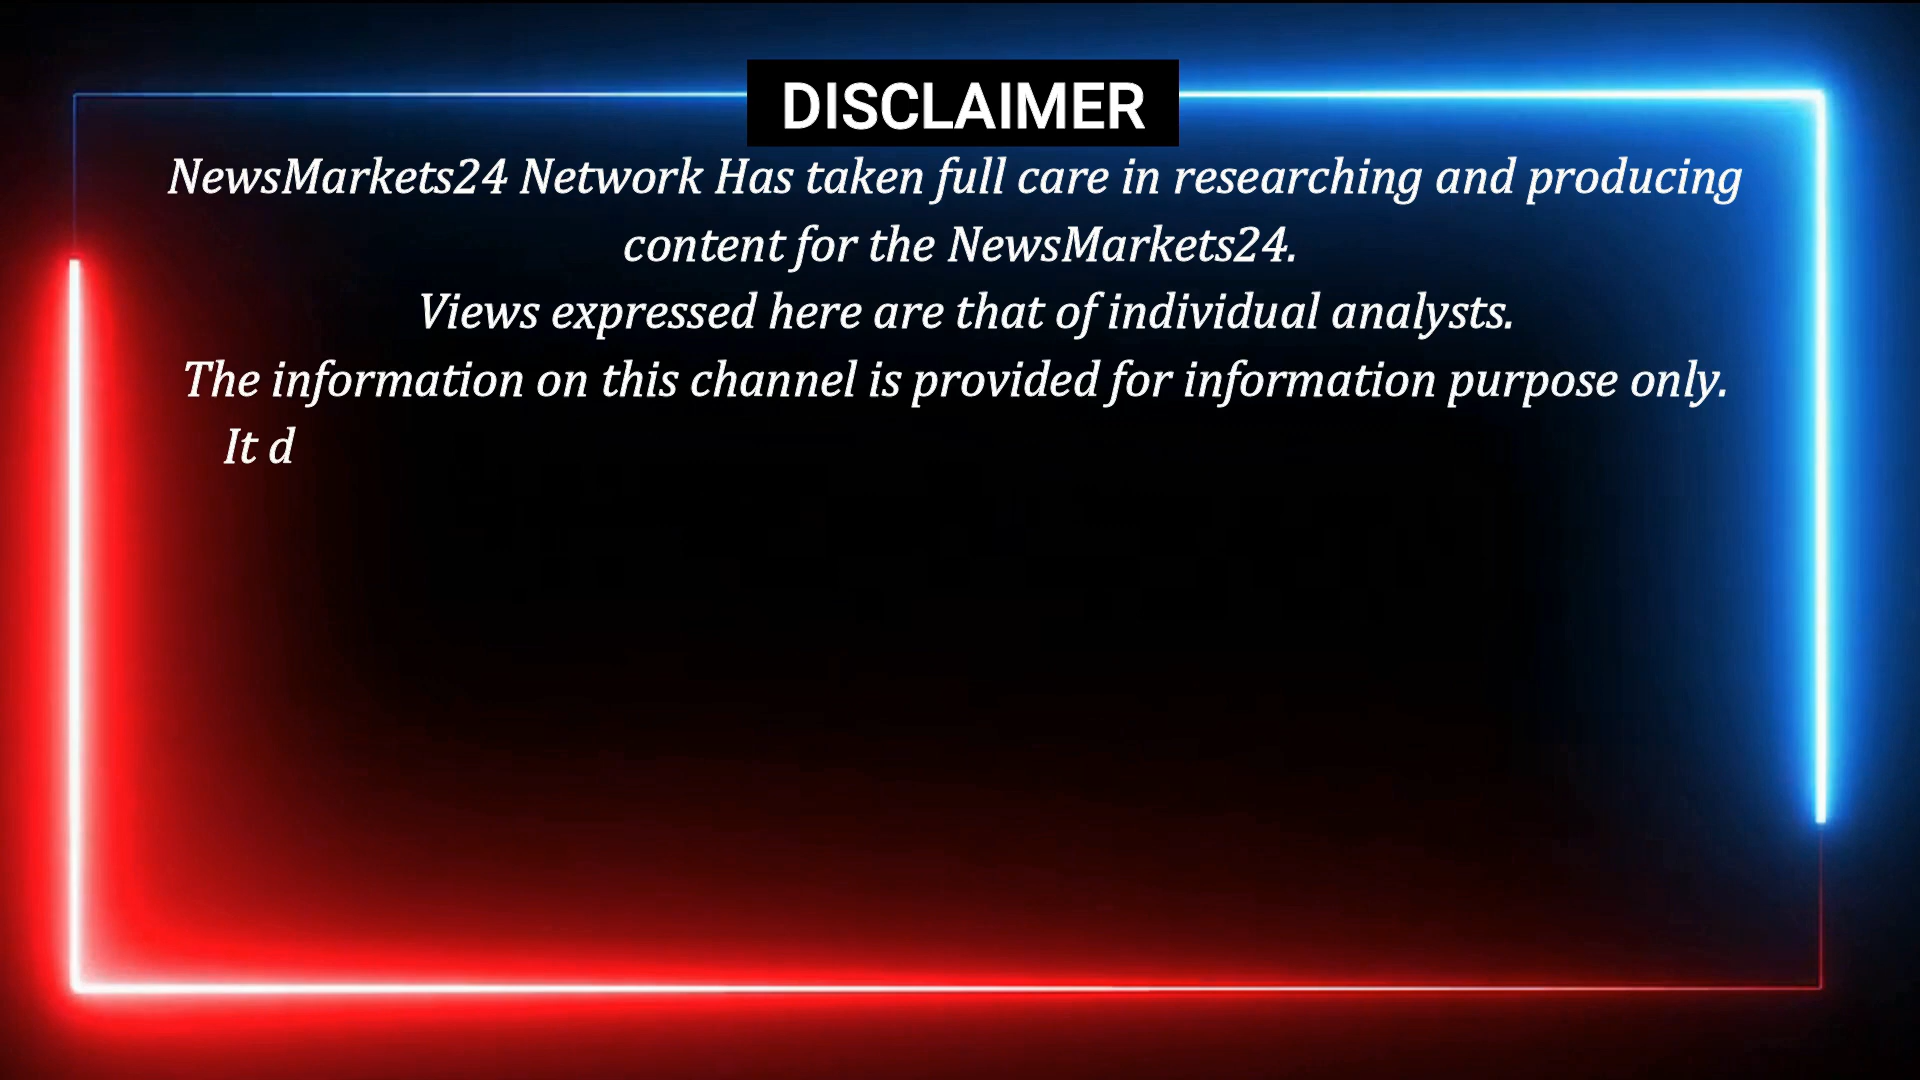 DISCLAIMER
NewsMarkets24 Network Has taken full care in researching and producing
content for the NewsMarkets24.
Views expressed here are that of individual analysts.
The information on this channel is provided for information purpose only.
It d